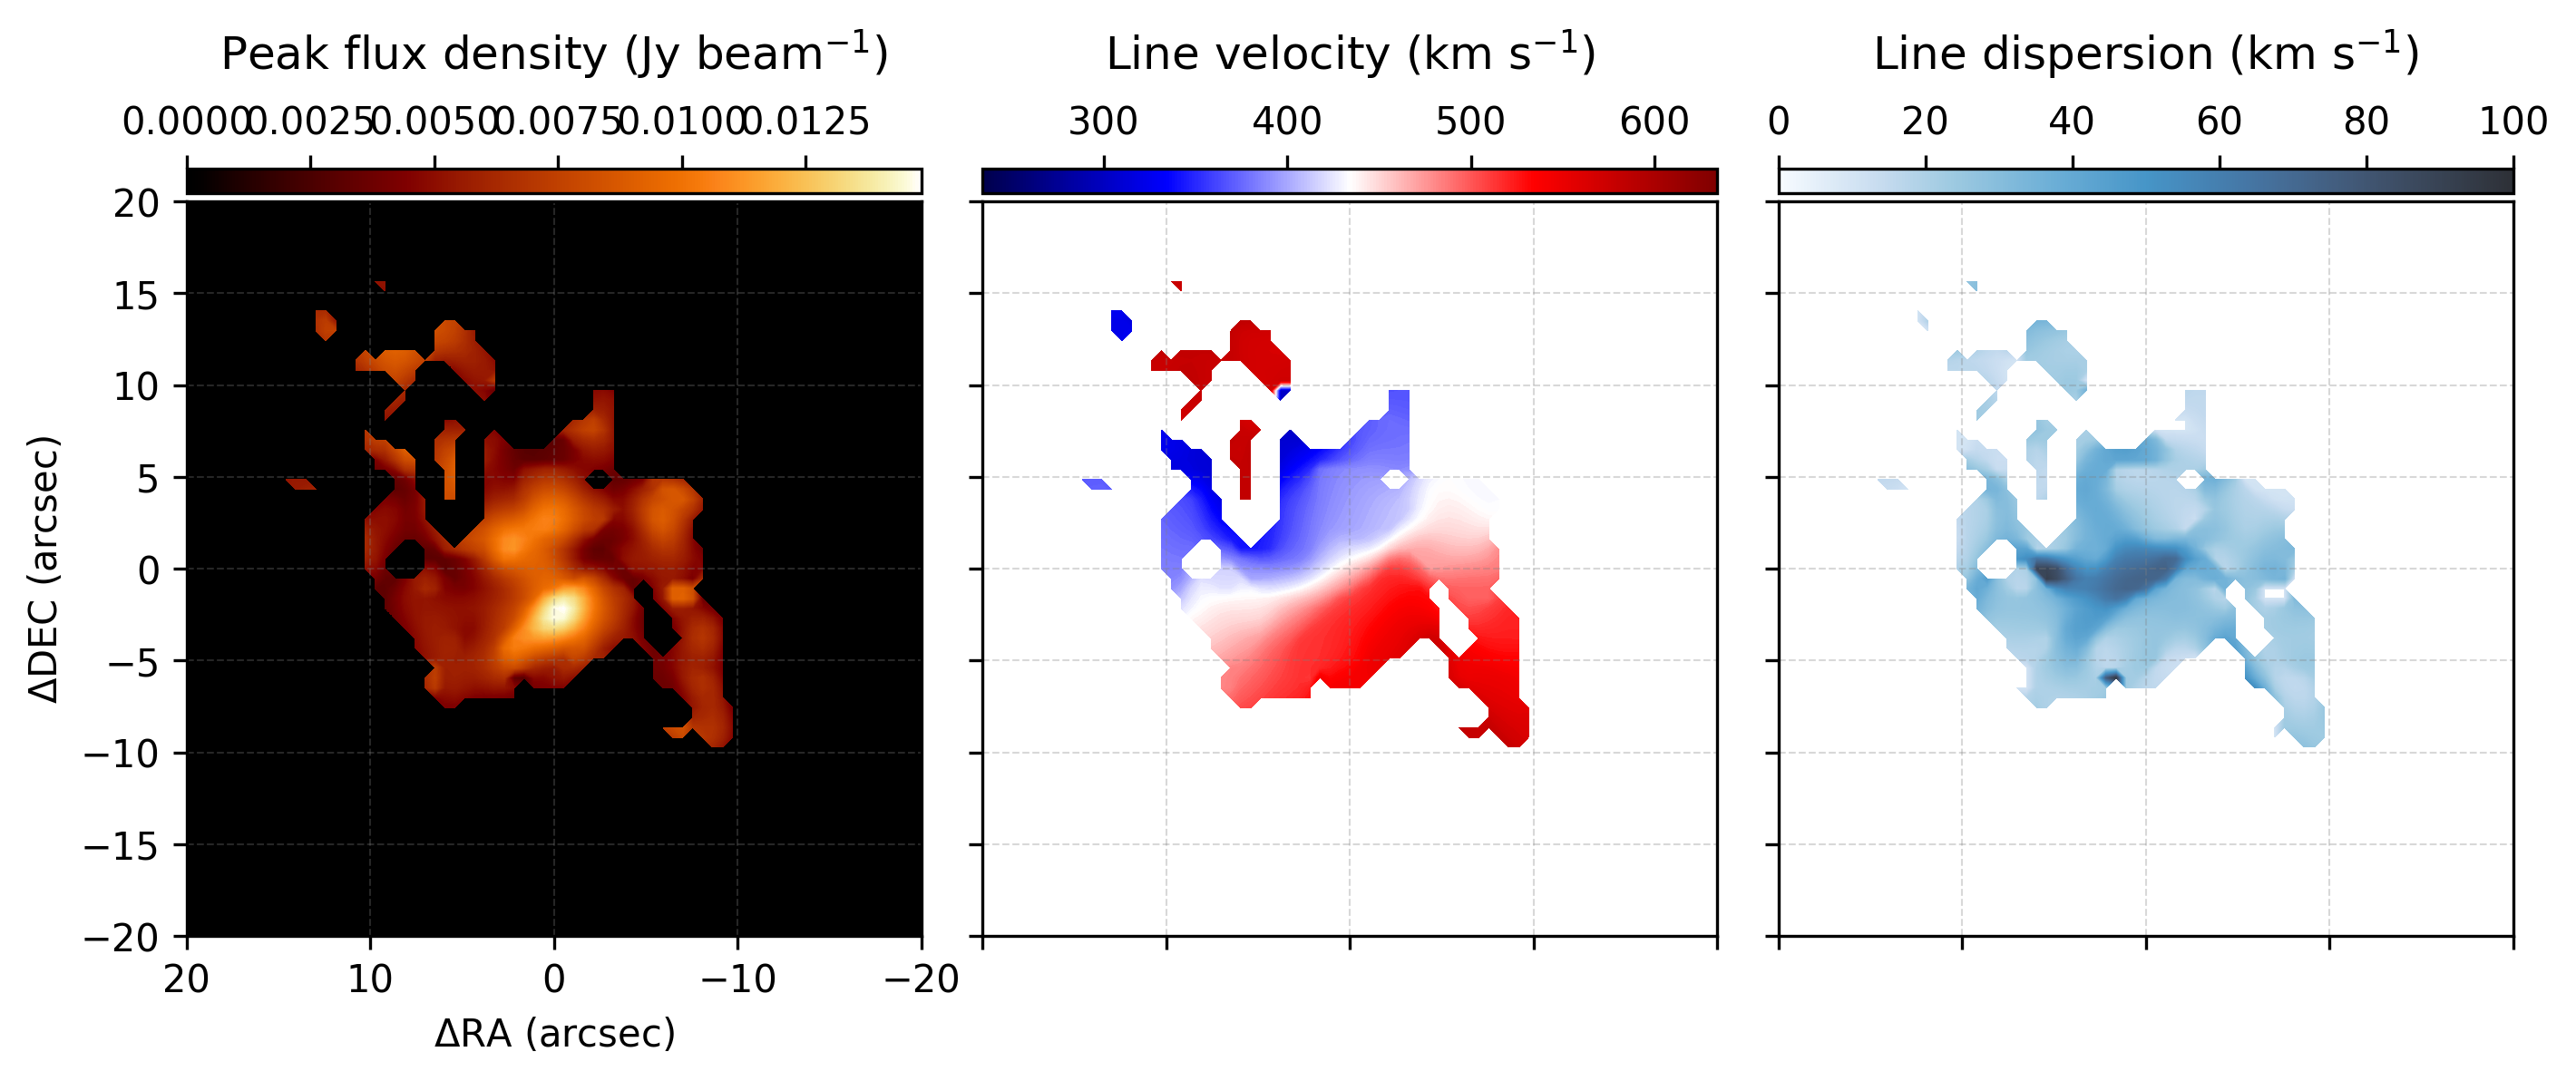 Peak flux density (Jy beam⁻¹) Line velocity (km s⁻¹) Line dispersion (km s⁻¹)
0.0000 0.0025 0.0050 0.0075 0.0100 0.0125 300 400 500 600 0 20 40 60 80 100
20
15
10
5
0
−5
−10
−15
−20
ΔDEC (arcsec)
20 10 0 −10 −20
ΔRA (arcsec)